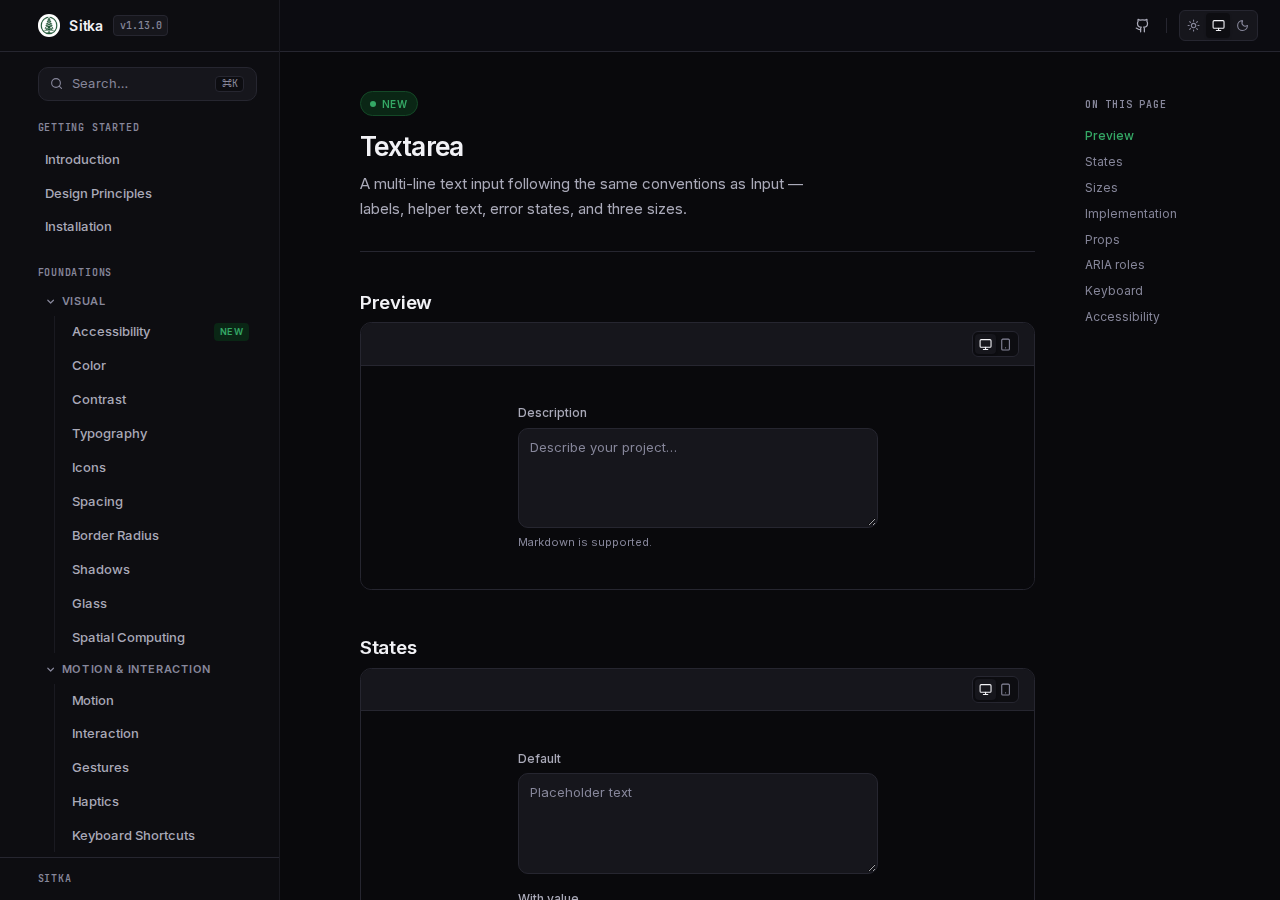 Sitka v1.13.0
Search... ⌘K
GETTING STARTED
Introduction
Design Principles
Installation
FOUNDATIONS
VISUAL
Accessibility NEW
Color
Contrast
Typography
Icons
Spacing
Border Radius
Shadows
Glass
Spatial Computing
MOTION & INTERACTION
Motion
Interaction
Gestures
Haptics
Keyboard Shortcuts
SITKA
NEW
Textarea
A multi-line text input following the same conventions as Input —
labels, helper text, error states, and three sizes.
Preview
Description
Describe your project...
Markdown is supported.
States
Default
Placeholder text
With value
ON THIS PAGE
Preview
States
Sizes
Implementation
Props
ARIA roles
Keyboard
Accessibility